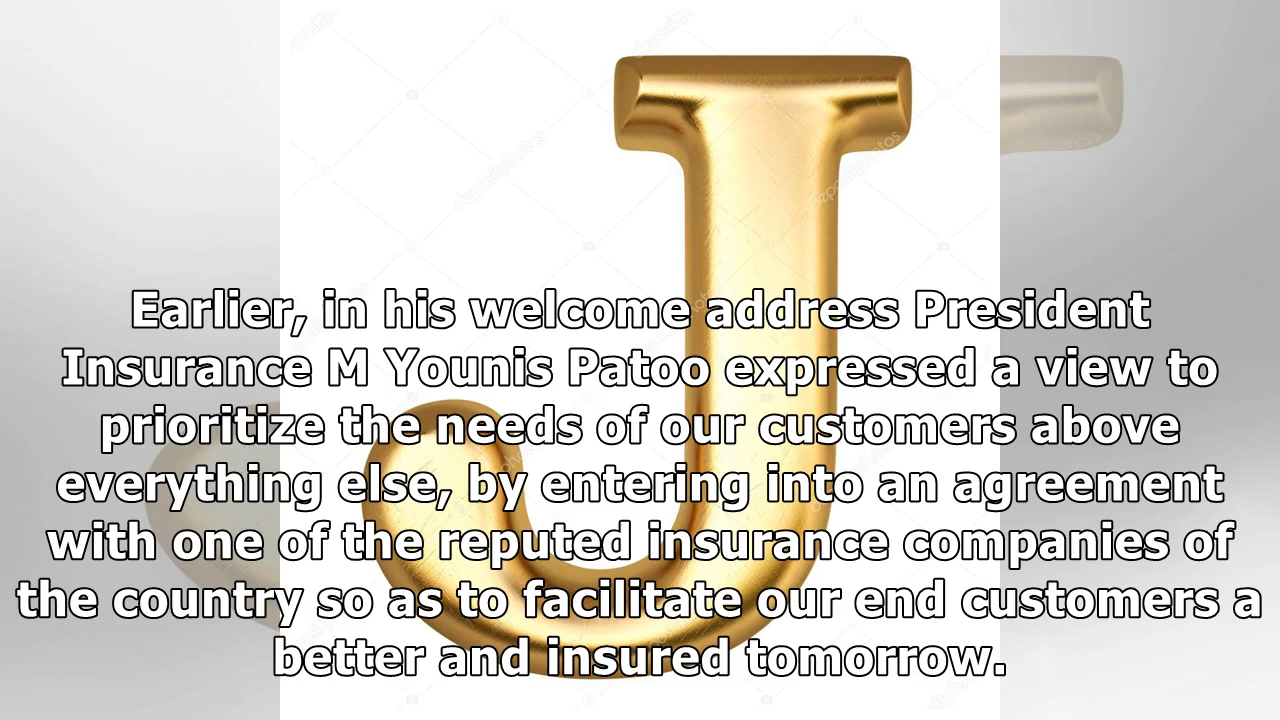 J
Earlier, in his welcome address President
Insurance M Younis Patoo expressed a view to
prioritize the needs of our customers above
everything else, by entering into an agreement
with one of the reputed insurance companies of
the country so as to facilitate our end customers a
better and insured tomorrow.
depositphotos
depositphotos